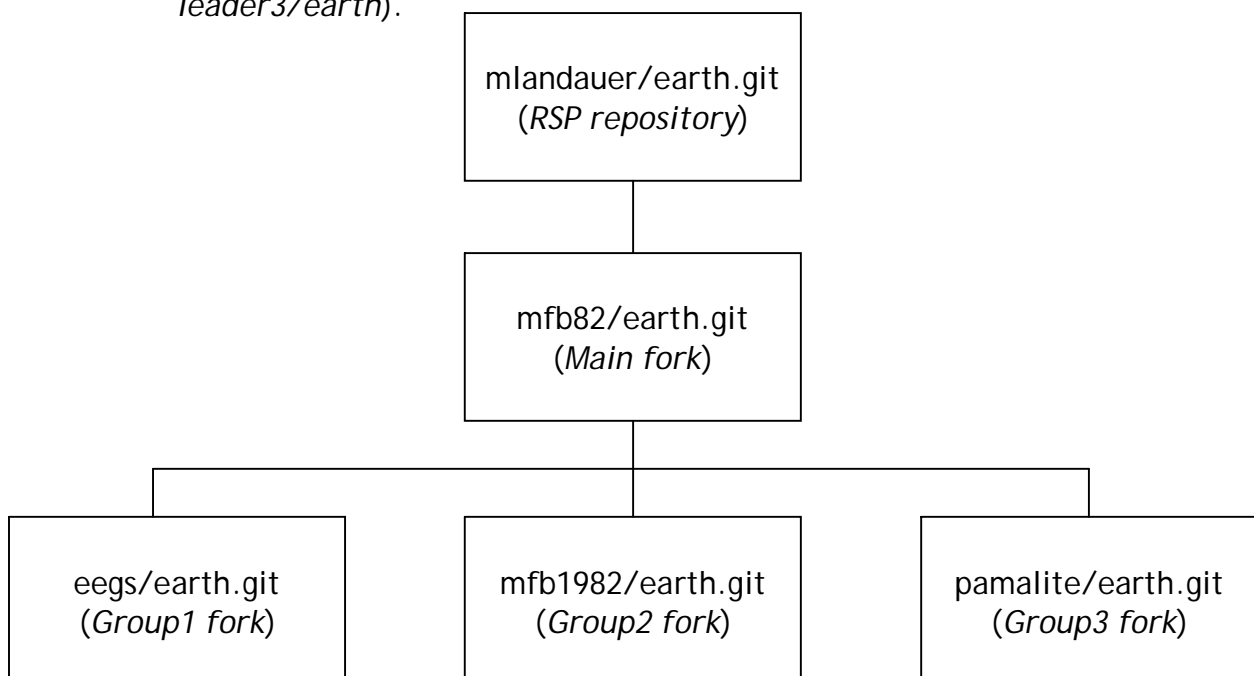 leader3/earth).
mlandauer/earth.git
(RSP repository)
mfb82/earth.git
(Main fork)
eegs/earth.git
(Group1 fork)
mfb1982/earth.git
(Group2 fork)
pamalite/earth.git
(Group3 fork)